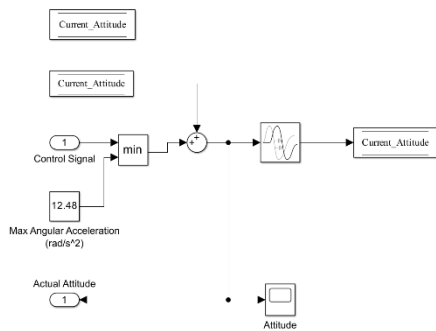 Current_Attitude
Current_Attitude
1
Control Signal
min
+
+
Current_Attitude
12.48
Max Angular Acceleration
(rad/s^2)
Actual Attitude
1
Attitude